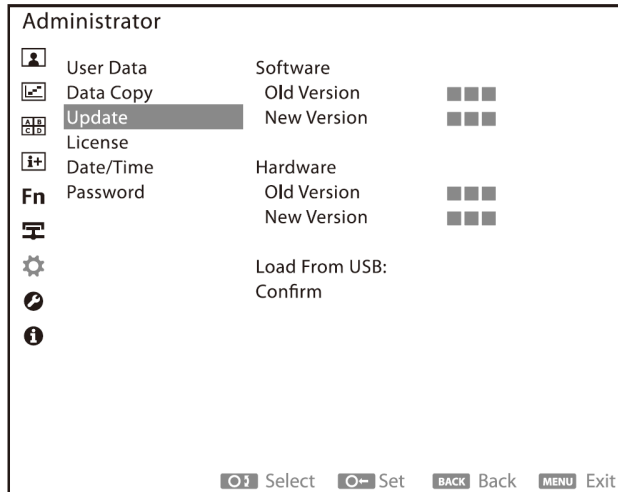 Administrator
User Data
Data Copy
Update
License
Date/Time
Password
Software
Old Version
New Version
Hardware
Old Version
New Version
Load From USB:
Confirm
A B
C D
i+
Fn
i
Select
Set
BACK Back
MENU Exit